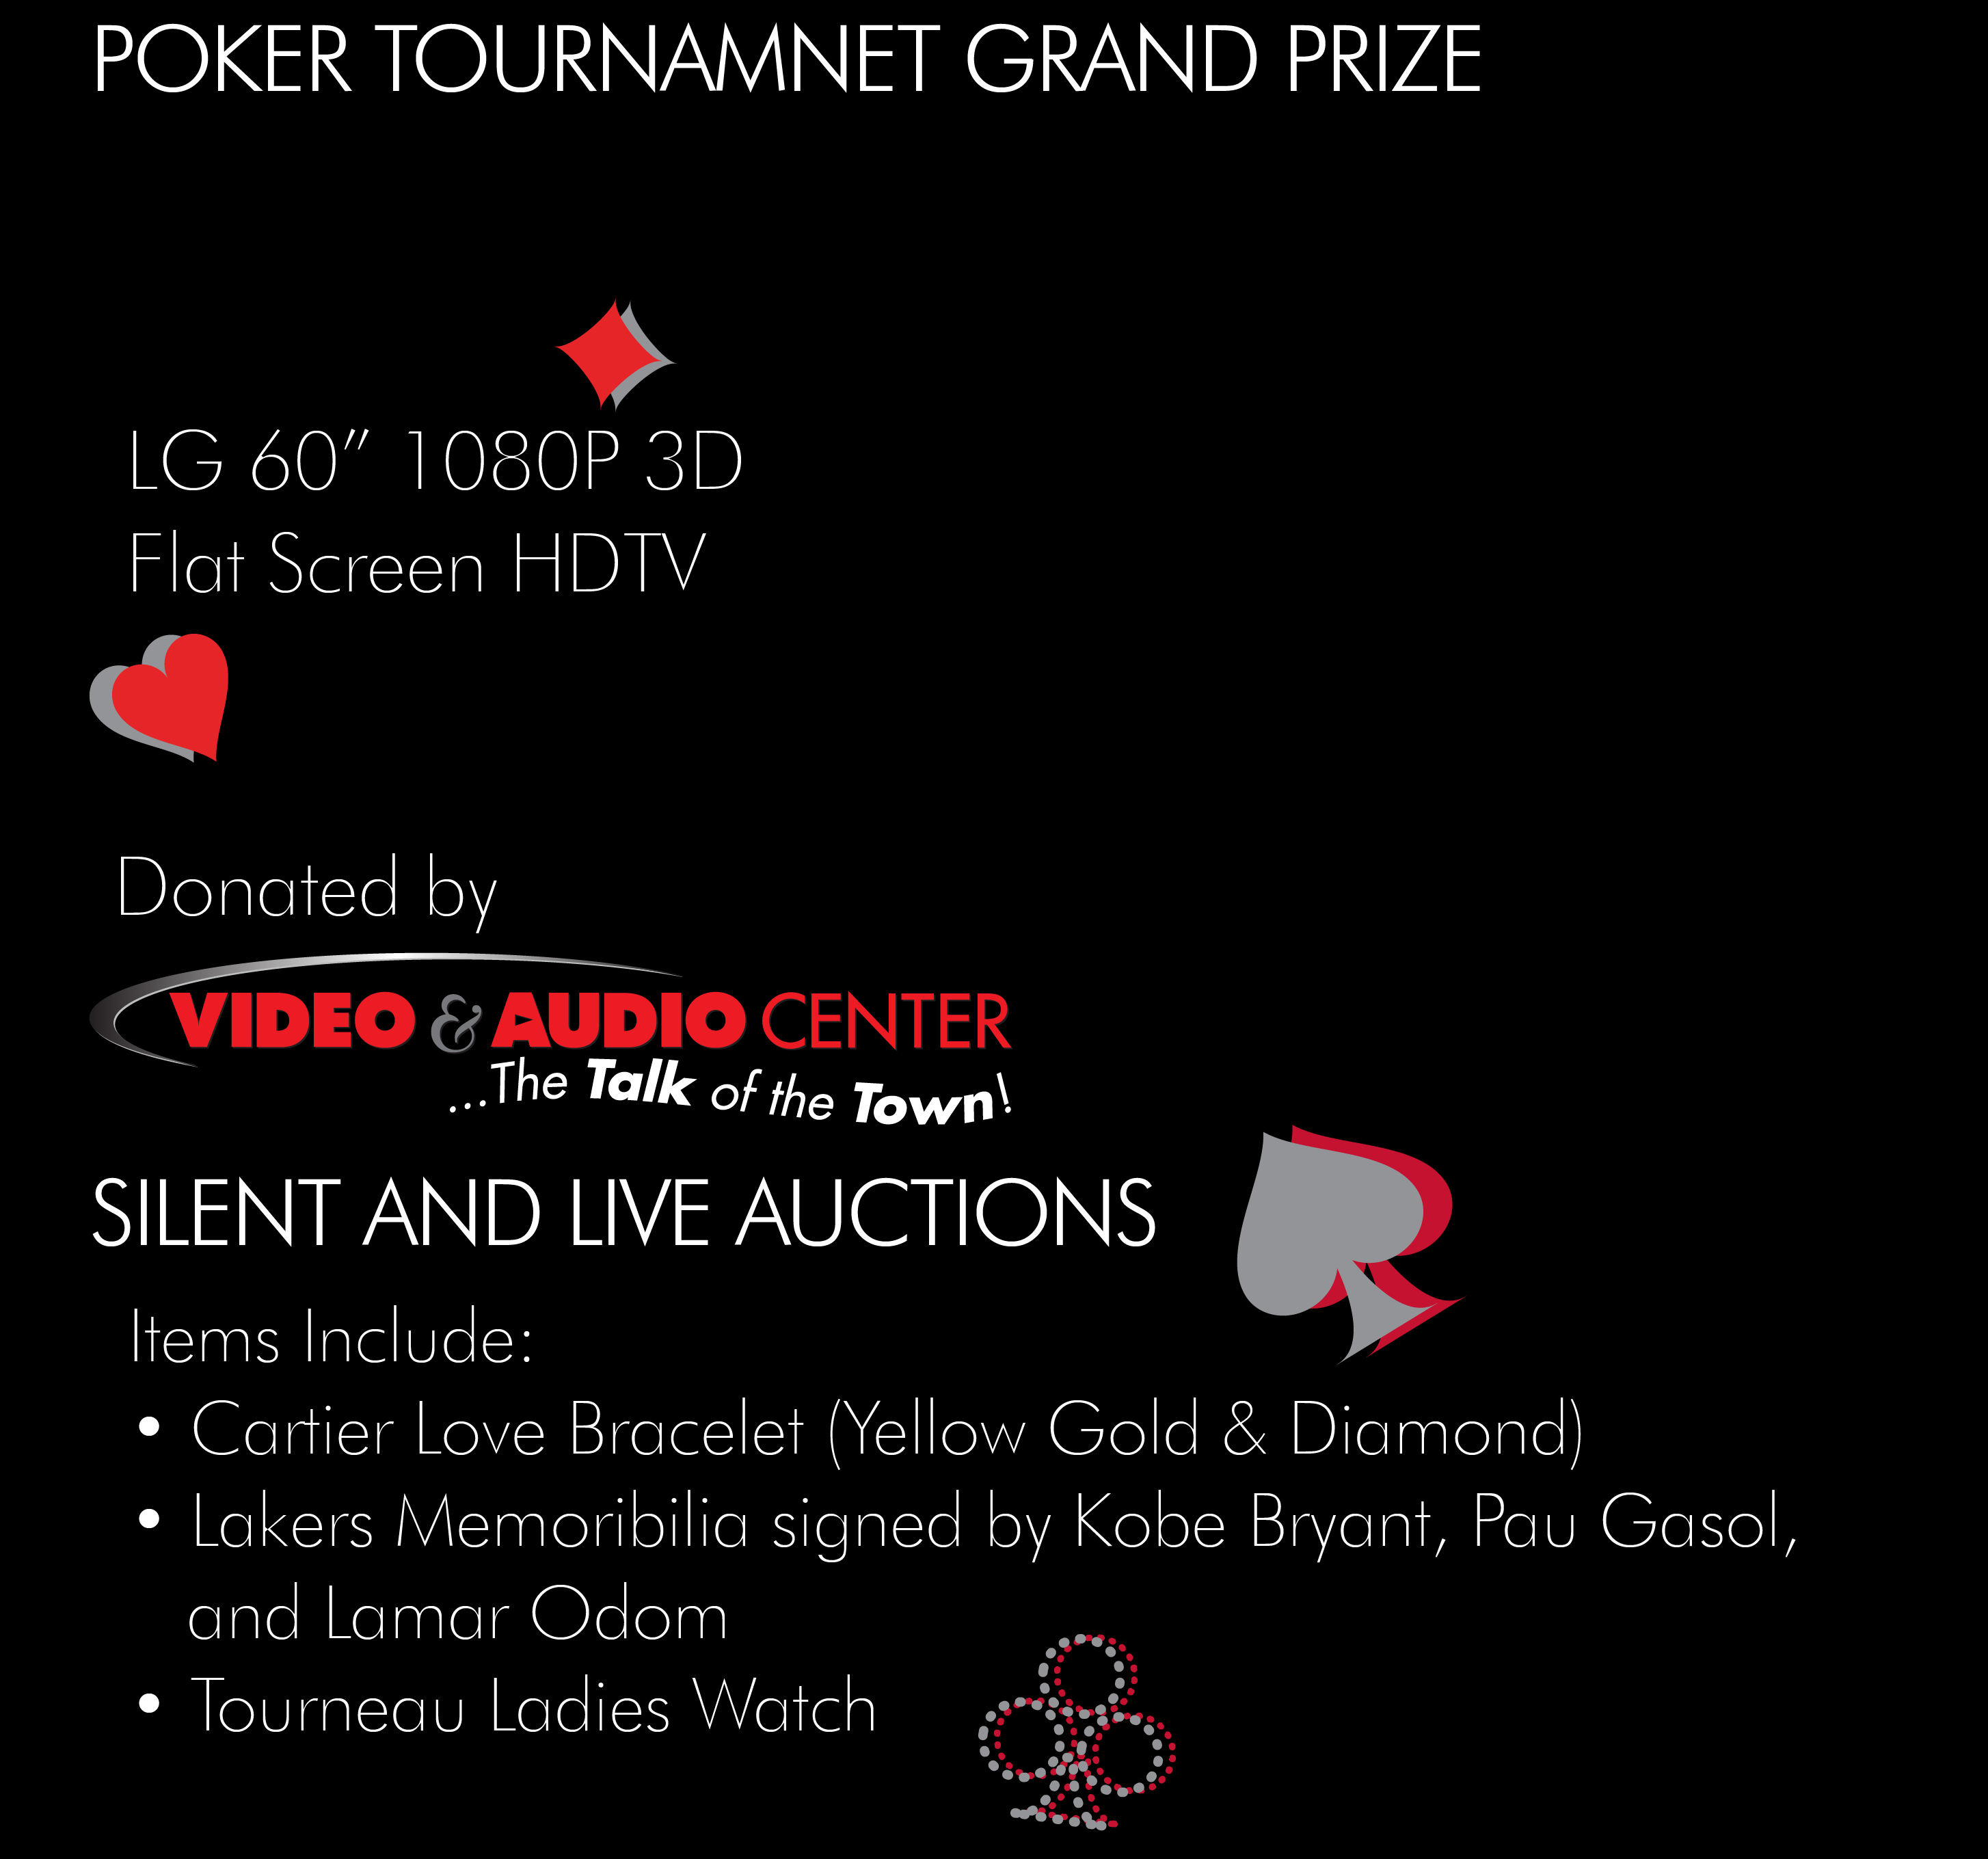 POKER TOURNAMNET GRAND PRIZE
LG 60” 1080P 3D
Flat Screen HDTV
Donated by
VIDEO & AUDIO CENTER
...The Talk of the Town!
SILENT AND LIVE AUCTIONS
Items Include:
• Cartier Love Bracelet (Yellow Gold & Diamond)
• Lakers Memoribilia signed by Kobe Bryant, Pau Gasol,
and Lamar Odom
• Tourneau Ladies Watch